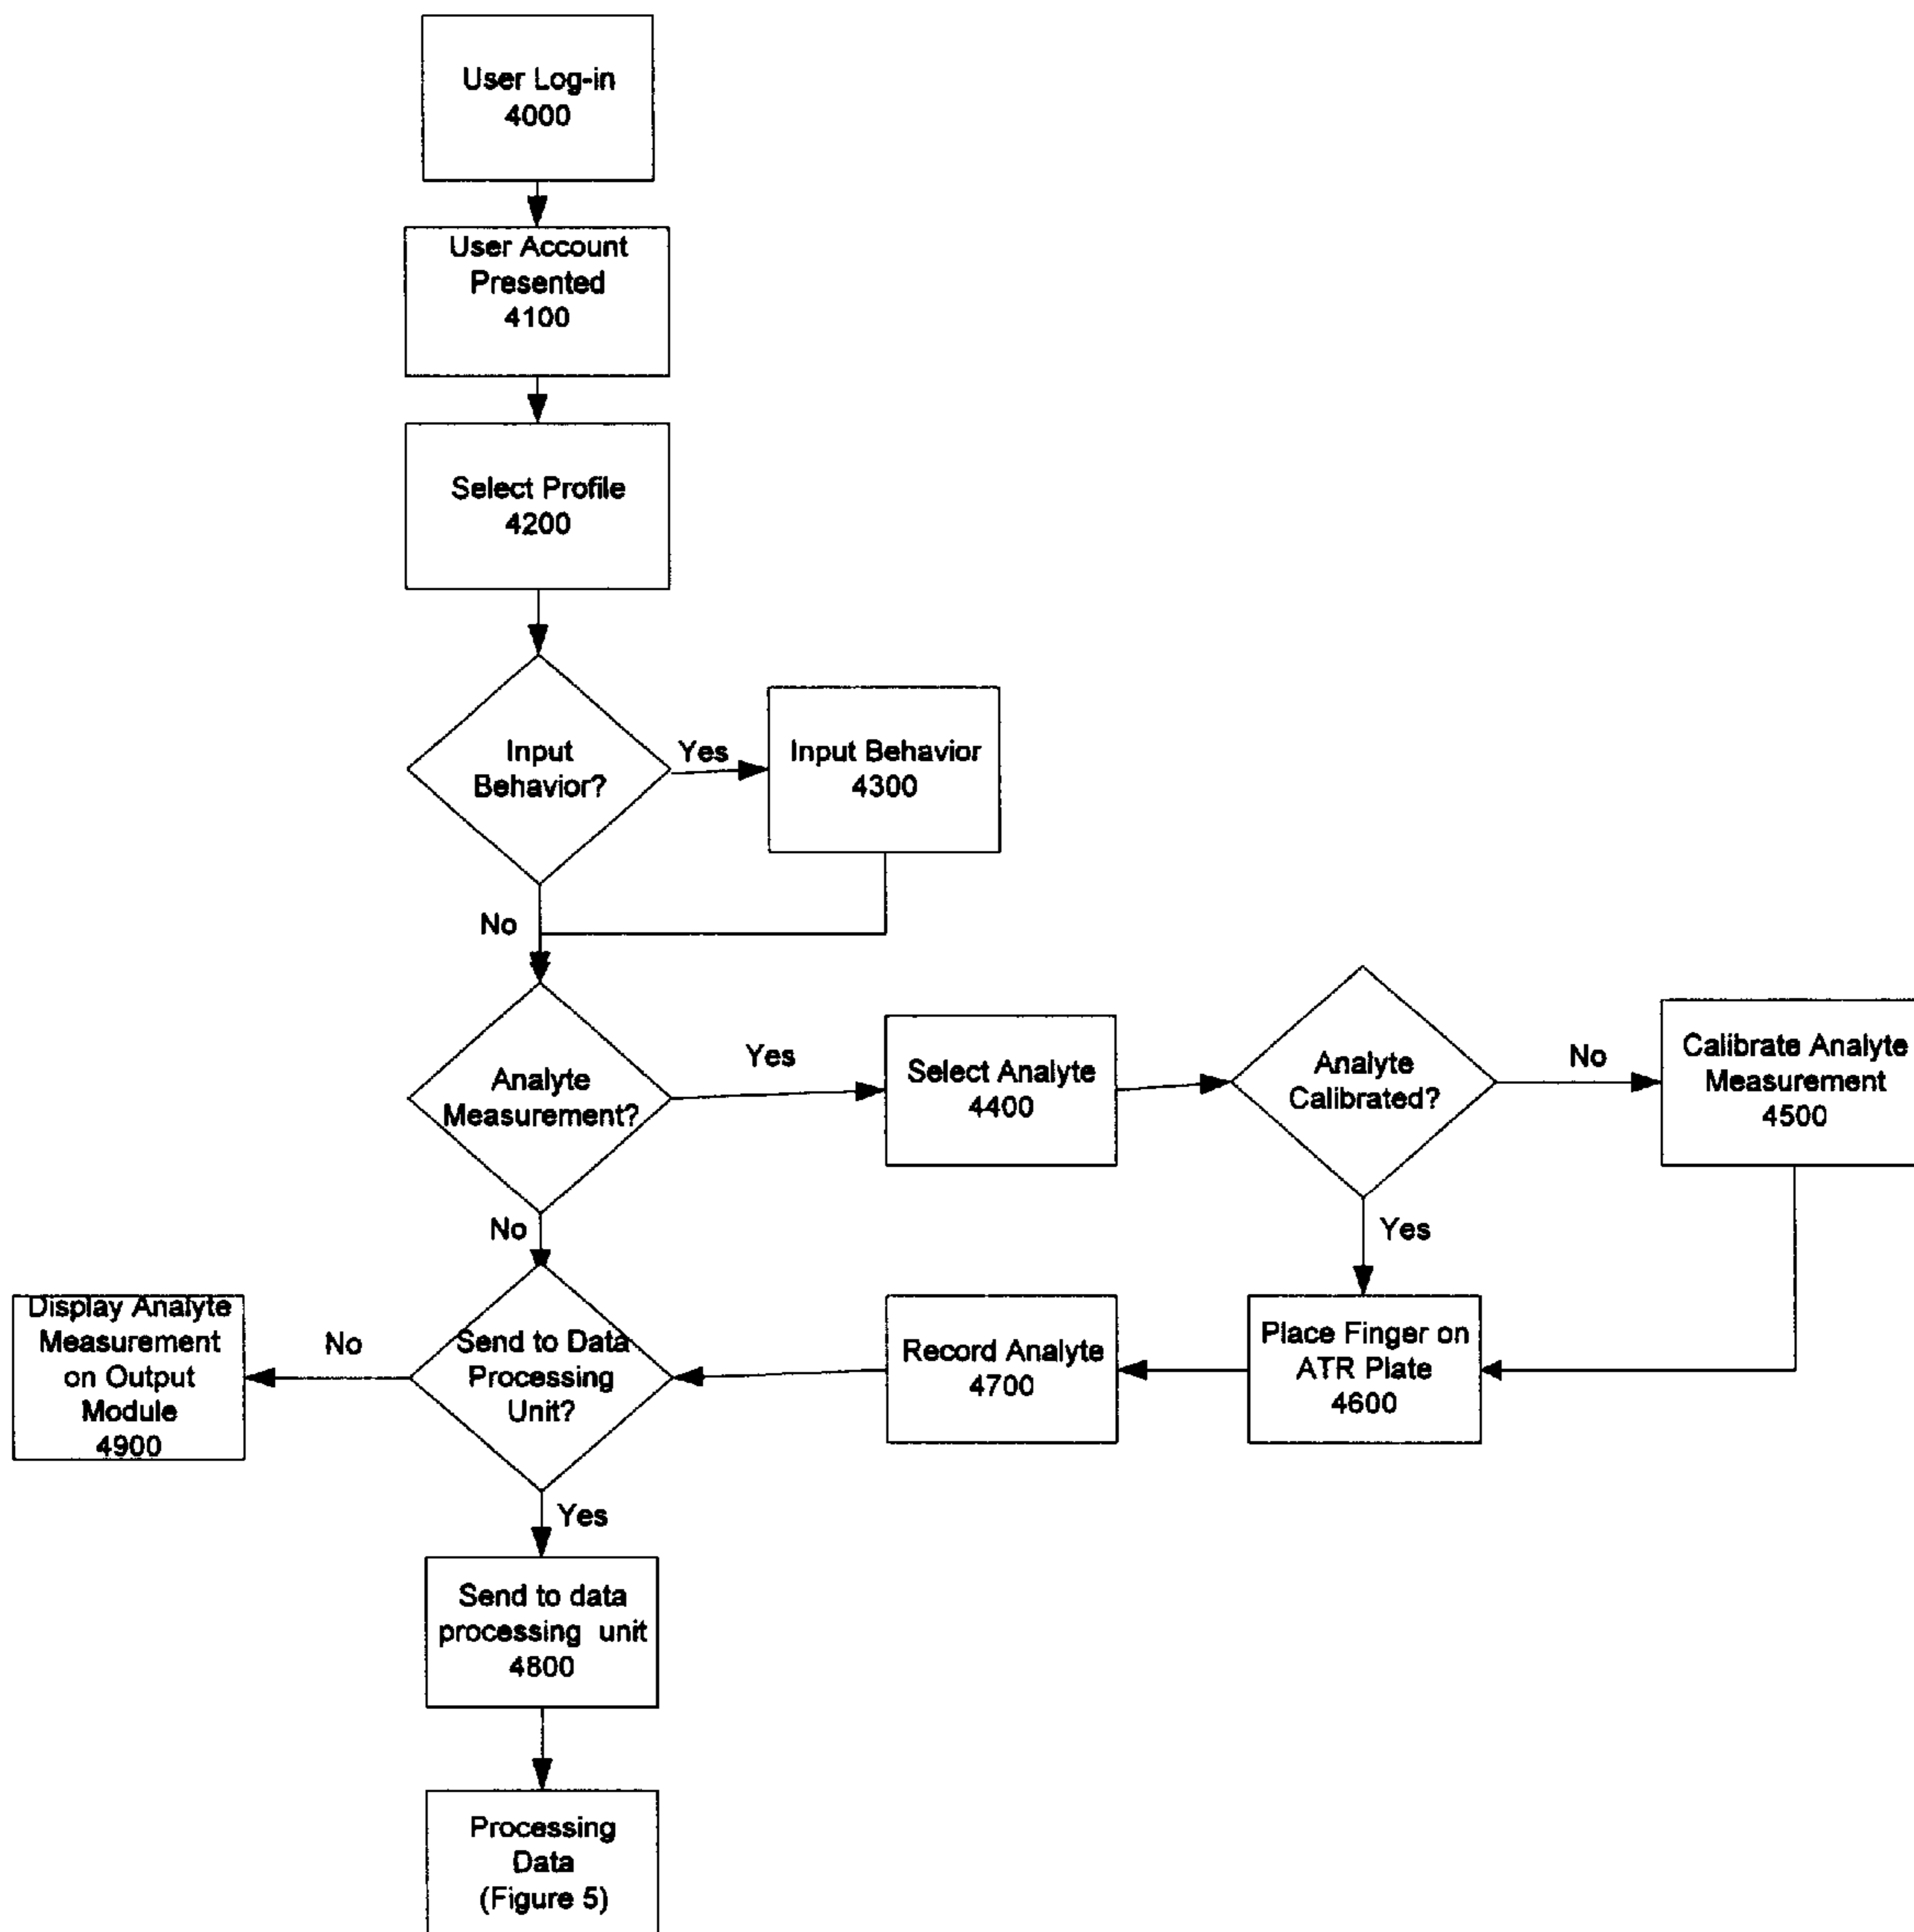 User Log-in
4000
User Account
Presented
4100
Select Profile
4200
Input
Behavior?
Yes
Input Behavior
4300
No
Analyte
Measurement?
Yes
Select Analyte
4400
Analyte
Calibrated?
No
Calibrate Analyte
Measurement
4500
No
Yes
Display Analyte
Measurement
on Output
Module
4900
No
Send to Data
Processing
Unit?
Record Analyte
4700
Place Finger on
ATR Plate
4600
Yes
Send to data
processing unit
4800
Processing
Data
(Figure 5)